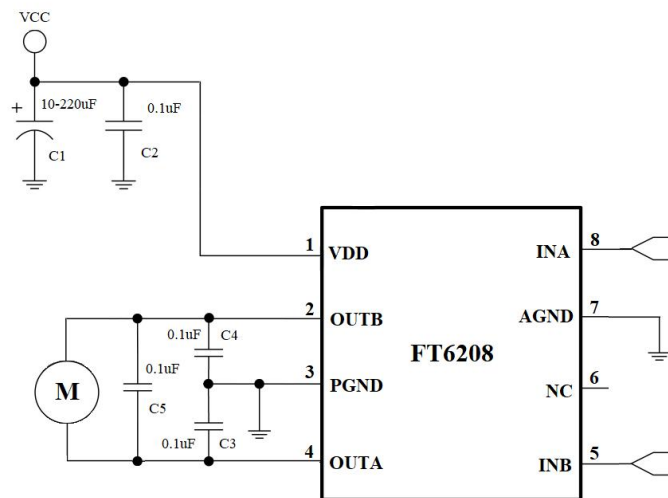 VCC
+
10-220uF
C1
0.1uF
C2
1
VDD
INA
8
2
OUTB
AGND
7
0.1uF
C4
0.1uF
C5
M
FT6208
3
PGND
NC
6
0.1uF
C3
4
OUTA
INB
5